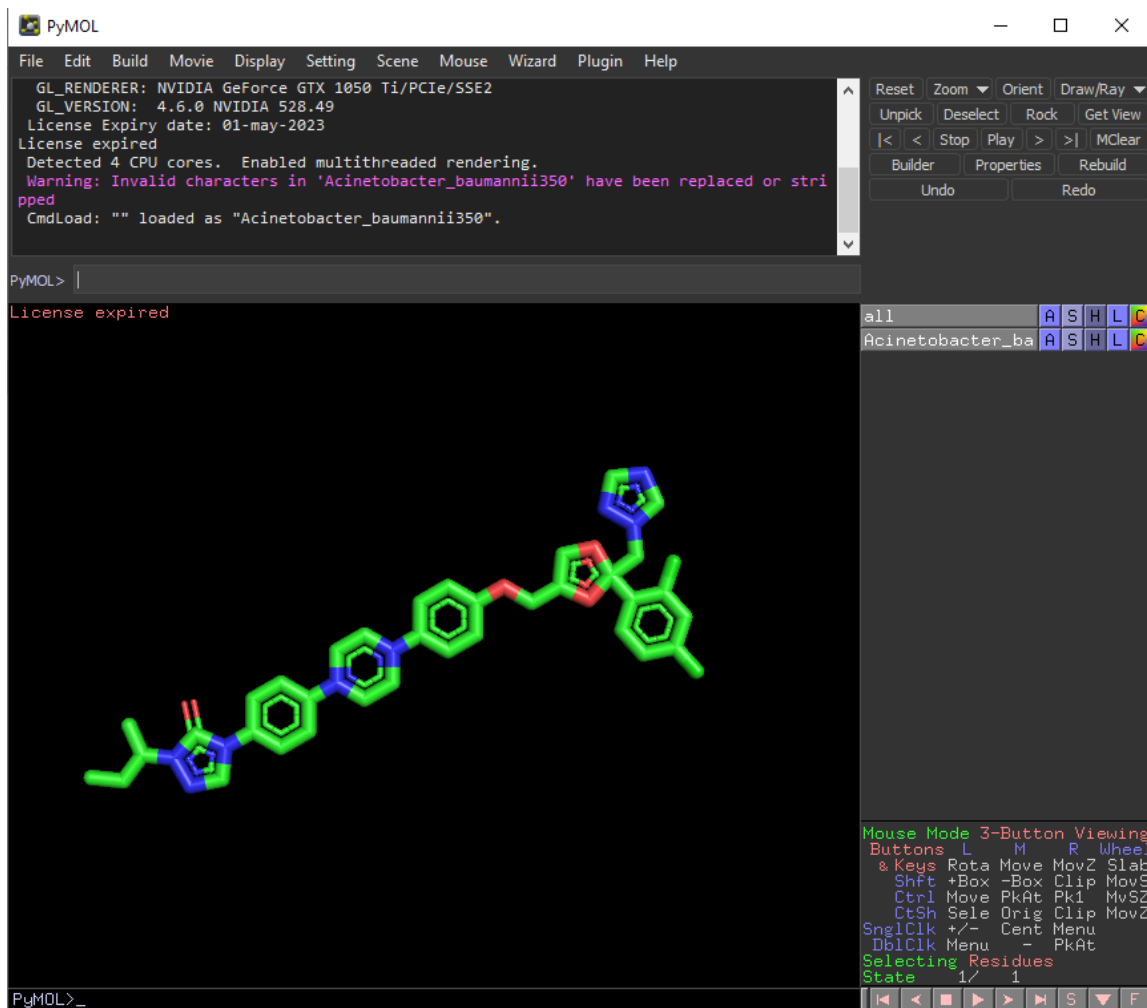 PyMOL
File Edit Build Movie Display Setting Scene Mouse Wizard Plugin Help
GL_RENDERER: NVIDIA GeForce GTX 1050 Ti/PCIe/SSE2
GL_VERSION: 4.6.0 NVIDIA 528.49
License Expiry date: 01-may-2023
License expired
Detected 4 CPU cores. Enabled multithreaded rendering.
Warning: Invalid characters in 'Acinetobacter_baumannii350' have been replaced or stri
pped
CmdLoad: "" loaded as "Acinetobacter_baumannii350".
PyMOL>
Reset Zoom Orient Draw/Ray
Unpick Deselect Rock Get View
|< < Stop Play > >| MClear
Builder Properties Rebuild
Undo Redo
License expired
all A S H L C
Acinetobacter_ba A S H L C
Mouse Mode 3-Button Viewing
Buttons L M R Wheel
& Keys Rota Move MovZ Slab
Shft +Box -Box Clip MovS
Ctrl Move PkAt Pk1 MvSZ
CtSh Sele Orig Clip MovZ
SnglClk +/- Cent Menu
DblClk Menu - PkAt
Selecting Residues
State 1/ 1
PyMOL>_
S F